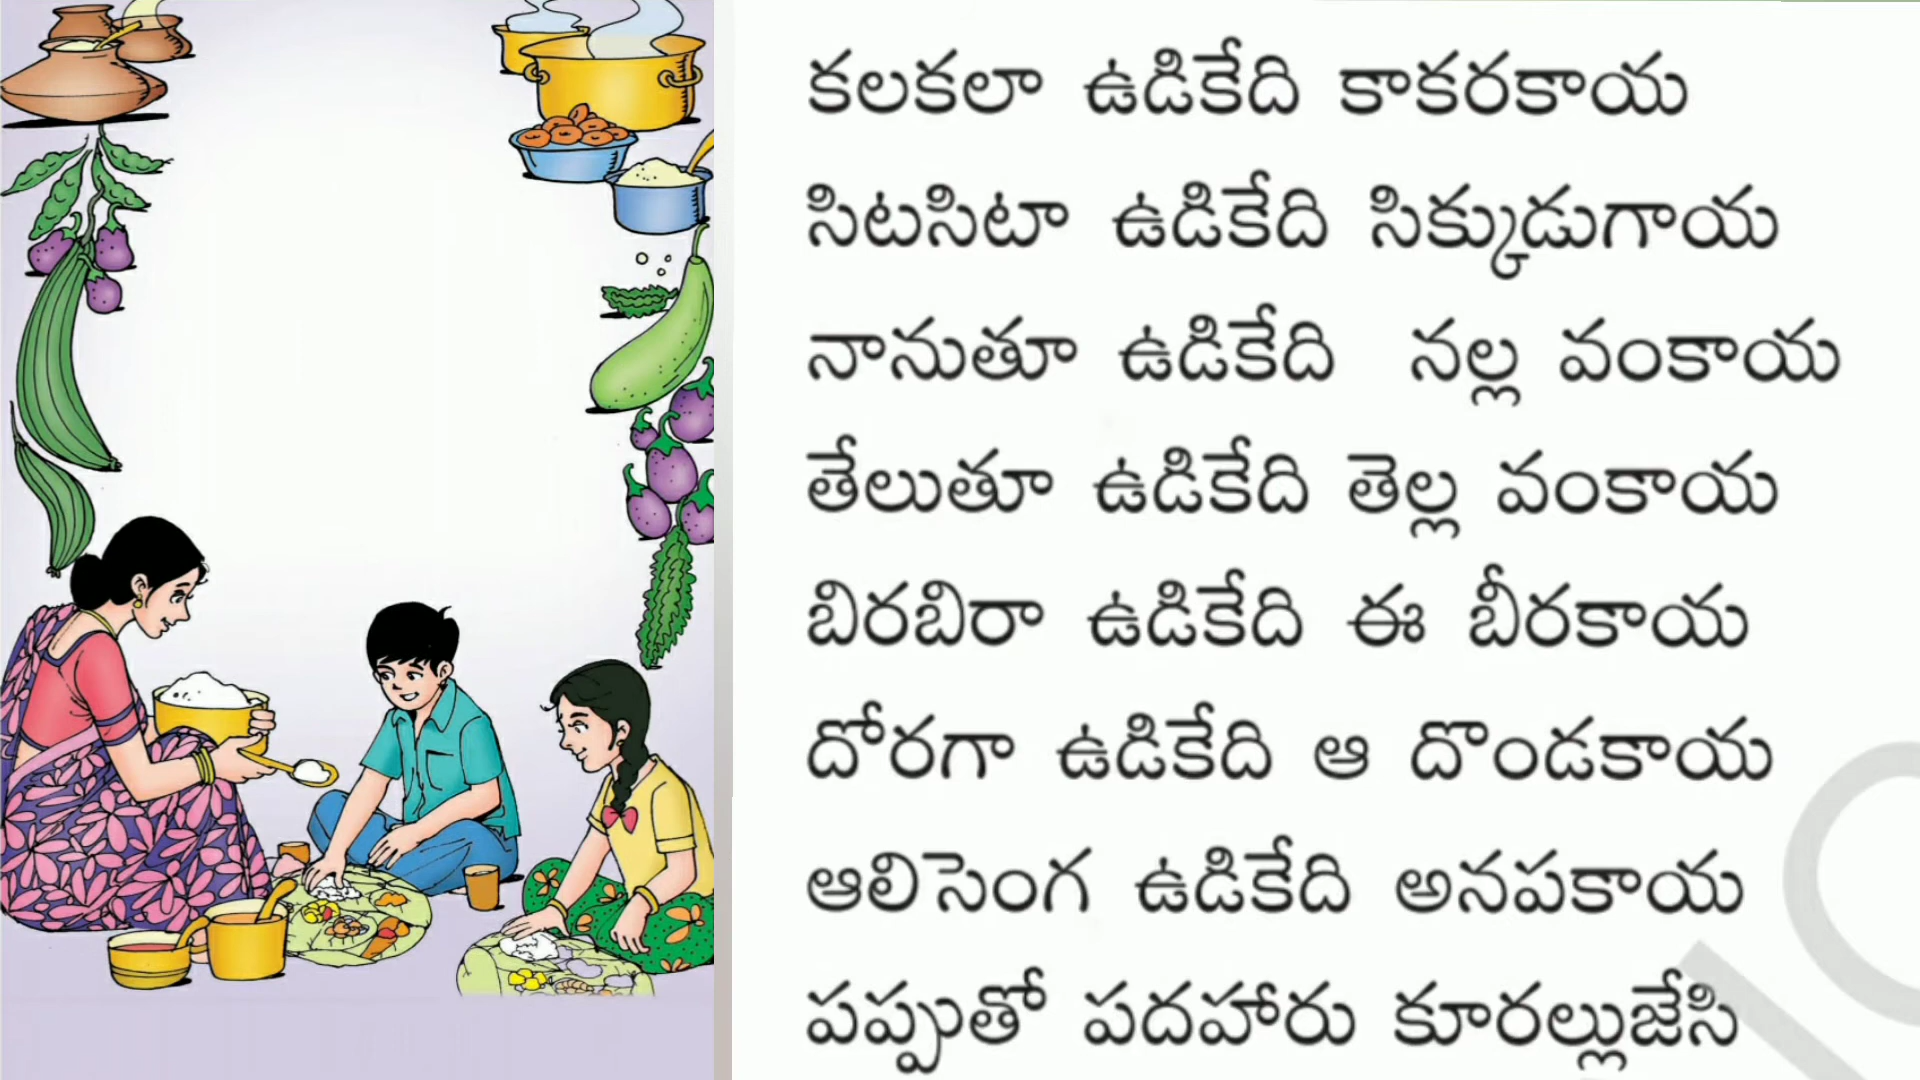 కలకలా ఉడికేది కాకరకాయ
సిటసిటా ఉడికేది సిక్కుడుగాయ
నానుతూ ఉడికేది నల్ల వంకాయ
తేలుతూ ఉడికేది తెల్ల వంకాయ
బిరబిరా ఉడికేది ఈ బీరకాయ
దోరగా ఉడికేది ఆ దొండకాయ
ఆలిసెంగ ఉడికేది అనపకాయ
పప్పుతో పదహారు కూరల్లుజేసి